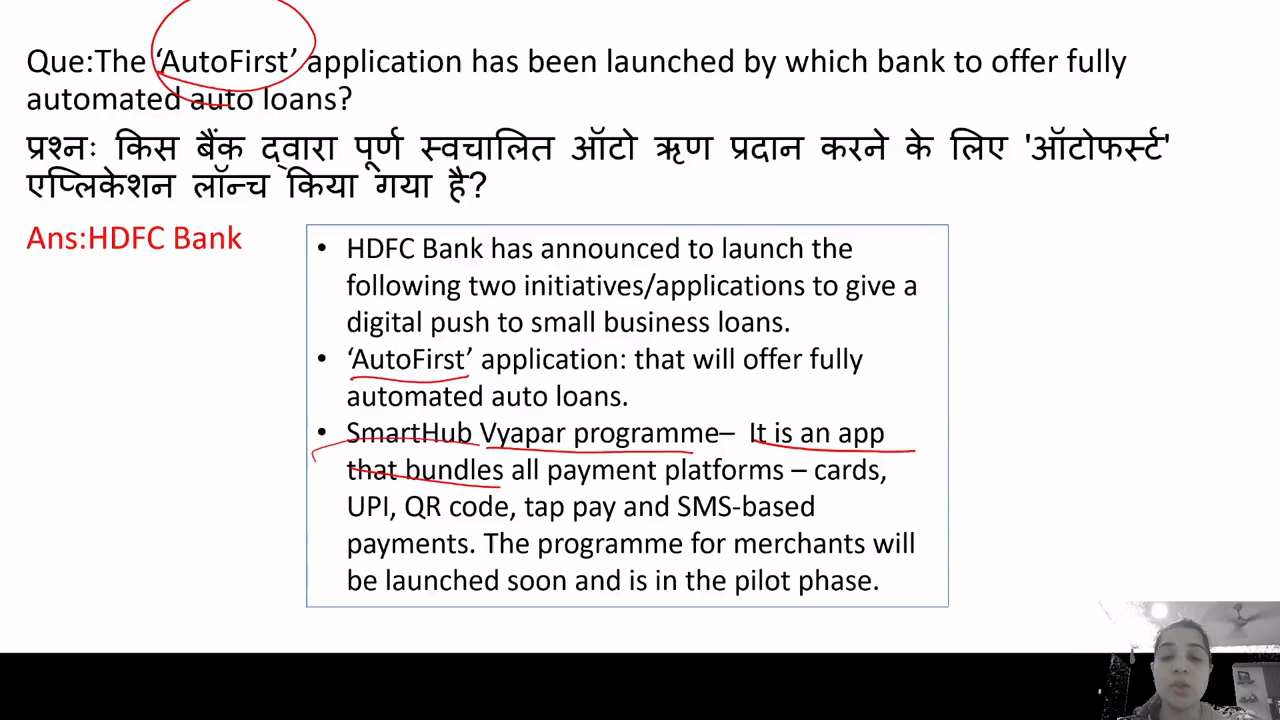 Que:The ‘AutoFirst’ application has been launched by which bank to offer fully
automated auto loans?
प्रश्नः किस बैंक द्वारा पूर्ण स्वचालित ऑटो ऋण प्रदान करने के लिए 'ऑटोफर्स्ट'
एप्लिकेशन लॉन्च किया गया है?
Ans:HDFC Bank
• HDFC Bank has announced to launch the
following two initiatives/applications to give a
digital push to small business loans.
• ‘AutoFirst’ application: that will offer fully
automated auto loans.
• SmartHub Vyapar programme– It is an app
that bundles all payment platforms – cards,
UPI, QR code, tap pay and SMS-based
payments. The programme for merchants will
be launched soon and is in the pilot phase.